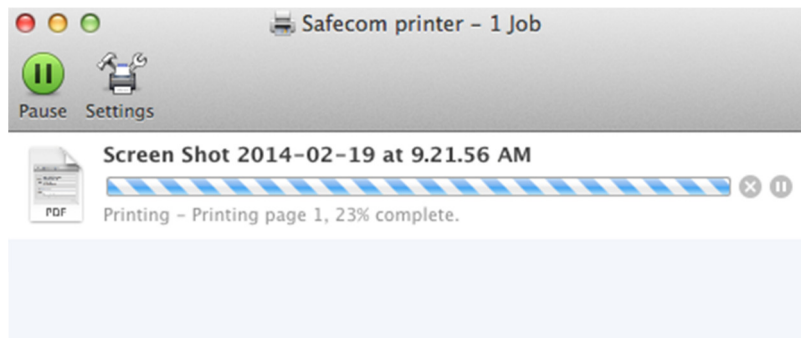 Safecom printer – 1 Job
Pause Settings
Screen Shot 2014-02-19 at 9.21.56 AM
PDF
Printing – Printing page 1, 23% complete.